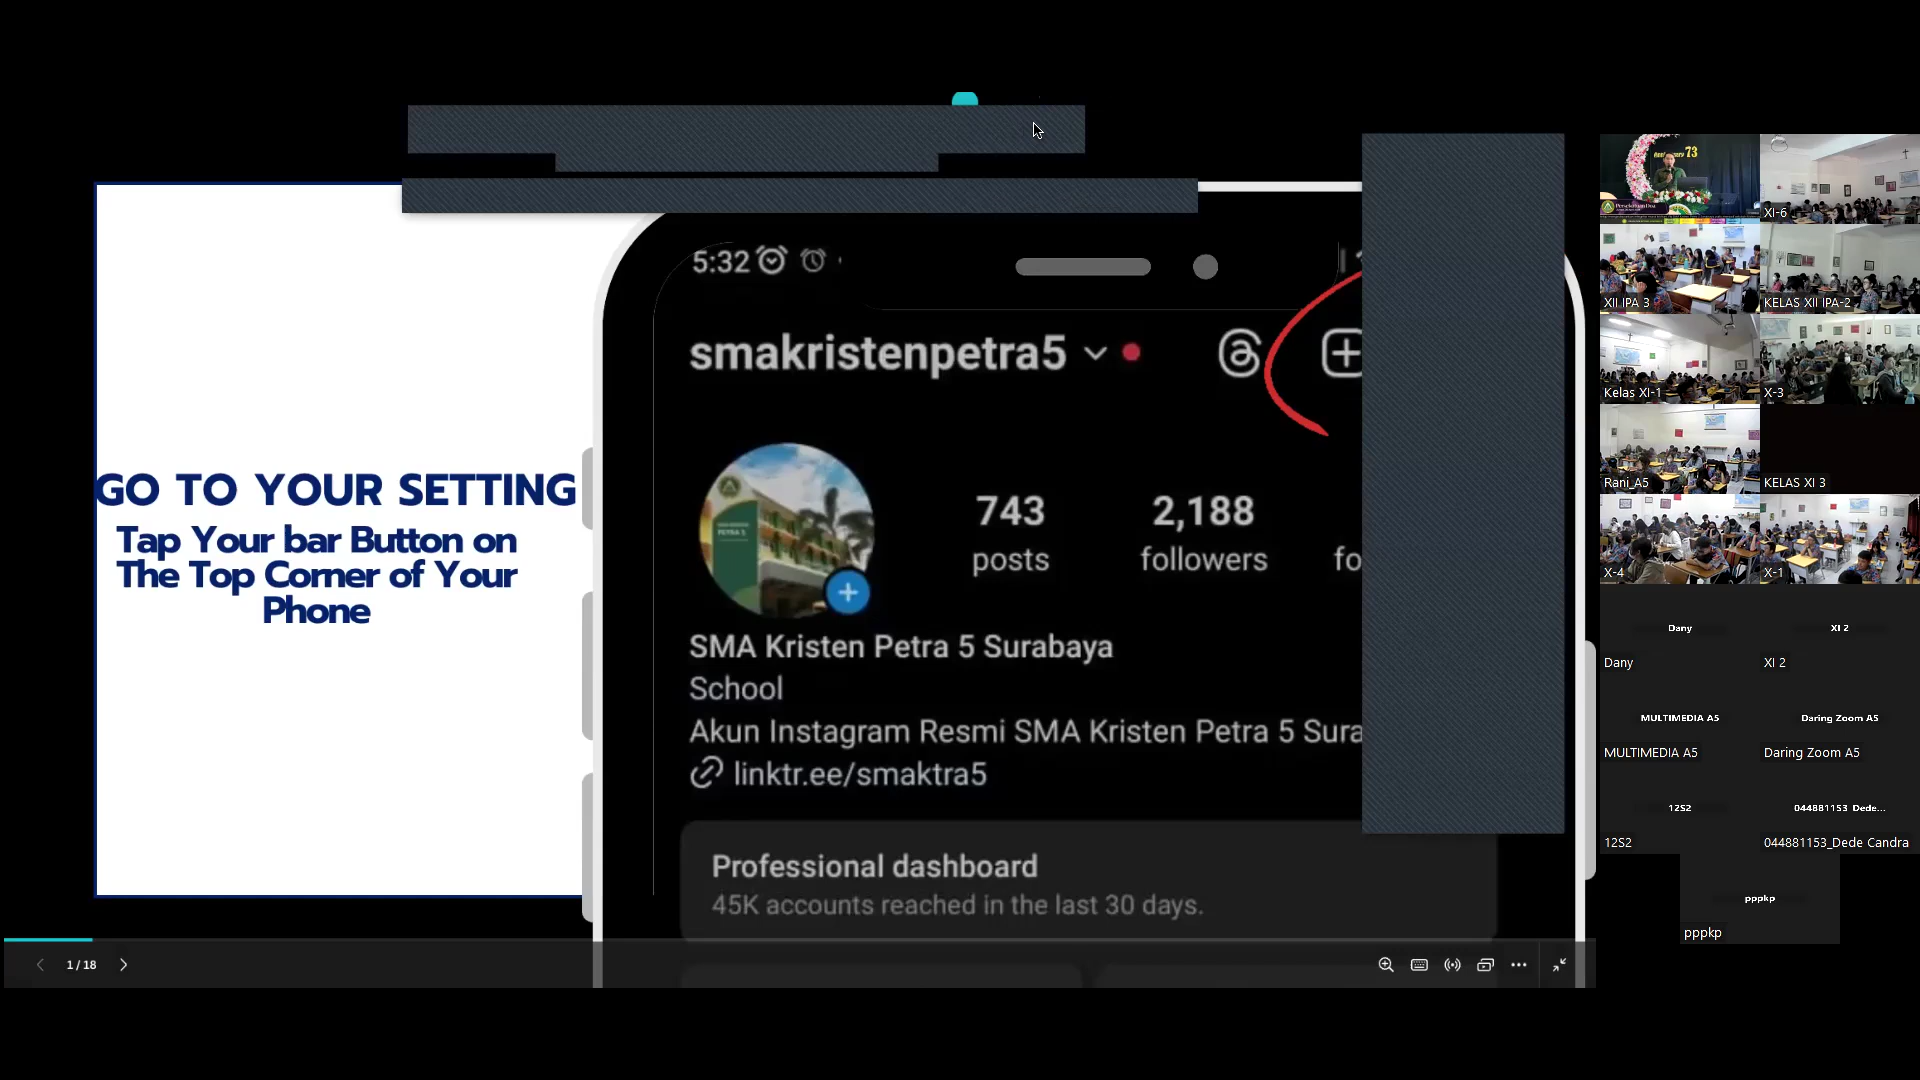 GO TO YOUR SETTING
Tap Your bar Button on
The Top Corner of Your
Phone
5:32
smakristenpetra5
743
posts
2,188
followers
fo
SMA Kristen Petra 5 Surabaya
School
Akun Instagram Resmi SMA Kristen Petra 5 Sura
linktr.ee/smaktra5
Professional dashboard
45K accounts reached in the last 30 days.
1 / 18
73
XI-6
XII IPA 3
KELAS XII IPA-2
Kelas XI-1
X-3
Rani_A5
KELAS XI 3
X-4
X-1
Dany
Dany
XI 2
XI 2
MULTIMEDIA A5
MULTIMEDIA A5
Daring Zoom A5
Daring Zoom A5
12S2
12S2
044881153_Dede...
044881153_Dede Candra
pppkp
pppkp